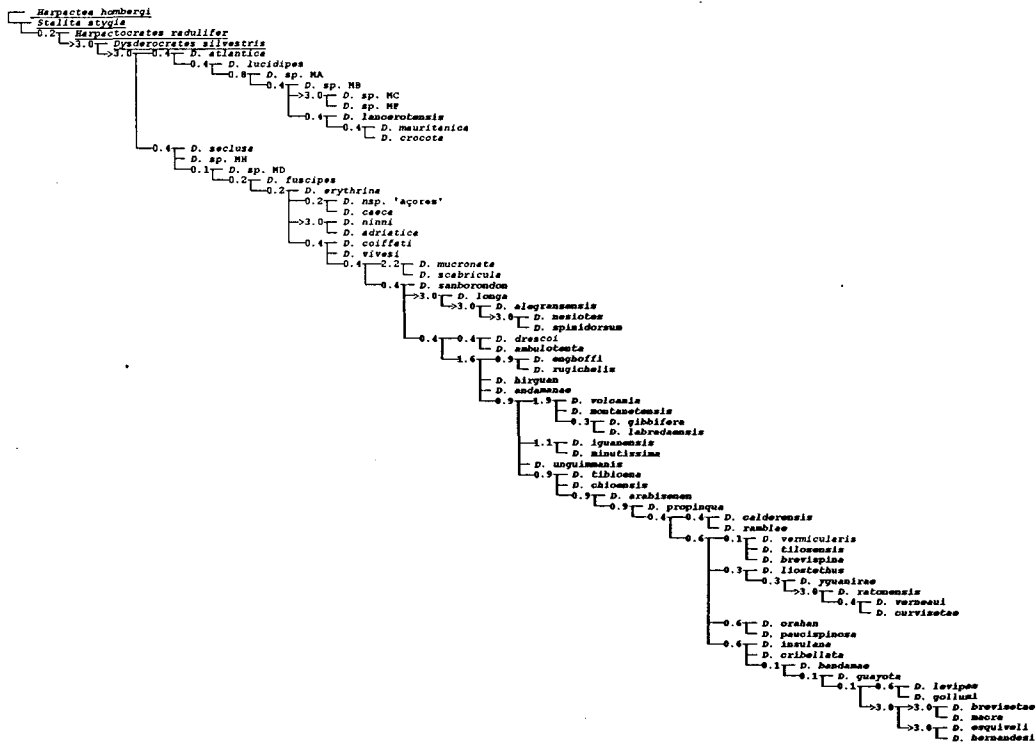 Harpactea hombergi
Stalita stygia
0.2 Harpactocrates radulifer
>3.0 Dysderocrates silvestris
>3.0 0.4 D. atlantica
0.4 D. lucidipes
0.8 D. sp. MA
0.4 D. sp. MB
>3.0 D. sp. MC
D. sp. MF
0.4 D. lancerotensis
0.4 D. mauritanica
D. crocota
0.4 D. seclusa
D. sp. MH
0.1 D. sp. MD
0.2 D. fuscipes
0.2 D. erythrina
0.2 D. nsp. 'açores'
D. caeca
>3.0 D. ninni
D. adriatica
0.4 D. coiffati
D. vivesi
0.4 2.2 D. mucronata
D. scabricula
0.4 D. sanborondon
>3.0 D. longa
>3.0 D. alegransensis
>3.0 D. nesiotes
D. spinidorsum
0.4 0.4 D. drescoi
D. ambulotenta
1.6 0.9 D. enghoffi
D. rugichelis
D. hirguan
D. andamanae
0.9 1.9 D. volcania
D. montanetensis
0.3 D. gibbifera
D. labradaensis
1.1 D. iguanensis
D. minutissima
D. unguimmanis
0.9 D. tibicena
D. chioensis
0.9 D. arabisenen
0.9 D. propinqua
0.4 0.4 D. calderensis
D. ramblae
0.6 0.1 D. vermicularis
D. tilosensis
D. brevispina
0.3 D. liostethus
0.3 D. yguanirae
>3.0 D. ratonensis
0.4 D. verneaui
D. curvisetae
0.6 D. orahan
D. paucispinosa
0.6 D. insulana
D. cribellata
0.1 D. bandamae
0.1 D. guayota
0.1 0.6 D. levipes
D. gollumi
>3.0 >3.0 D. brevisetae
D. macra
>3.0 D. esquiveli
D. hernandesi